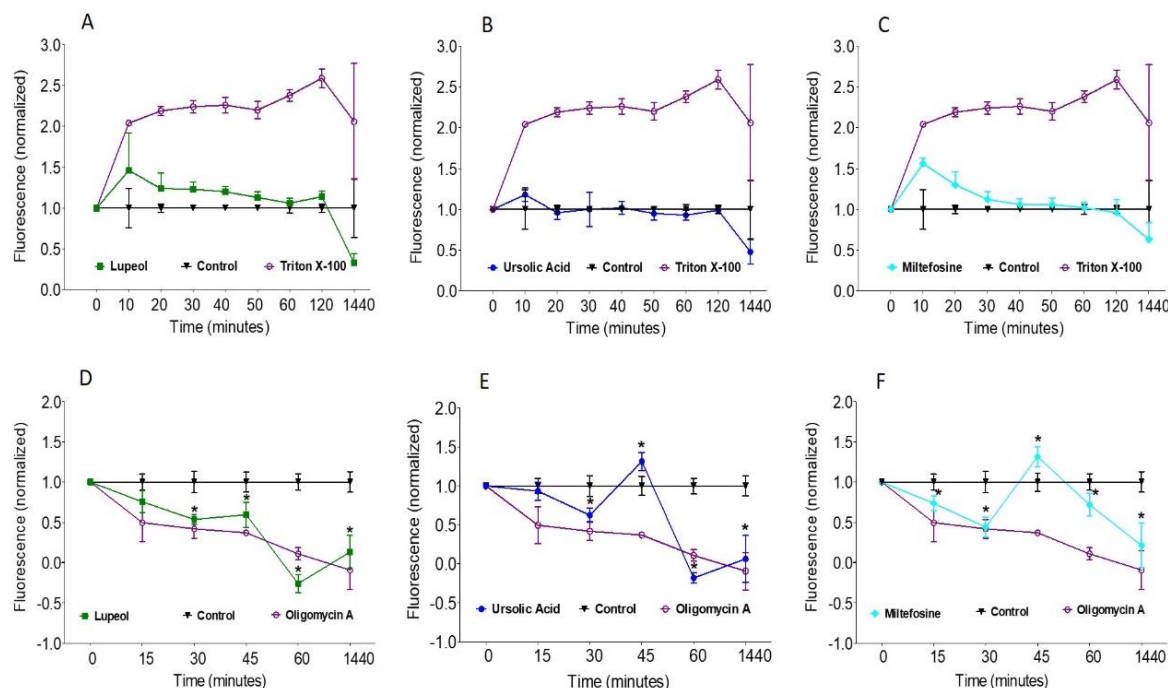 A
Fluorescence (normalized)
3.0
2.5
2.0
1.5
1.0
0.5
0.0
Lupeol Control Triton X-100
0 10 20 30 40 50 60 120 1440
Time (minutes)
B
Fluorescence (normalized)
3.0
2.5
2.0
1.5
1.0
0.5
0.0
Ursolic Acid Control Triton X-100
0 10 20 30 40 50 60 120 1440
Time (minutes)
C
Fluorescence (normalized)
3.0
2.5
2.0
1.5
1.0
0.5
0.0
Miltefosine Control Triton X-100
0 10 20 30 40 50 60 120 1440
Time (minutes)
D
Fluorescence (normalized)
2.0
1.5
1.0
0.5
0.0
-0.5
-1.0
* * * *
Lupeol Control Oligomycin A
0 15 30 45 60 1440
Time (minutes)
E
Fluorescence (normalized)
2.0
1.5
1.0
0.5
0.0
-0.5
-1.0
* * * *
Ursolic Acid Control Oligomycin A
0 15 30 45 60 1440
Time (minutes)
F
Fluorescence (normalized)
2.0
1.5
1.0
0.5
0.0
-0.5
-1.0
* * * * *
Miltefosine Control Oligomycin A
0 15 30 45 60 1440
Time (minutes)